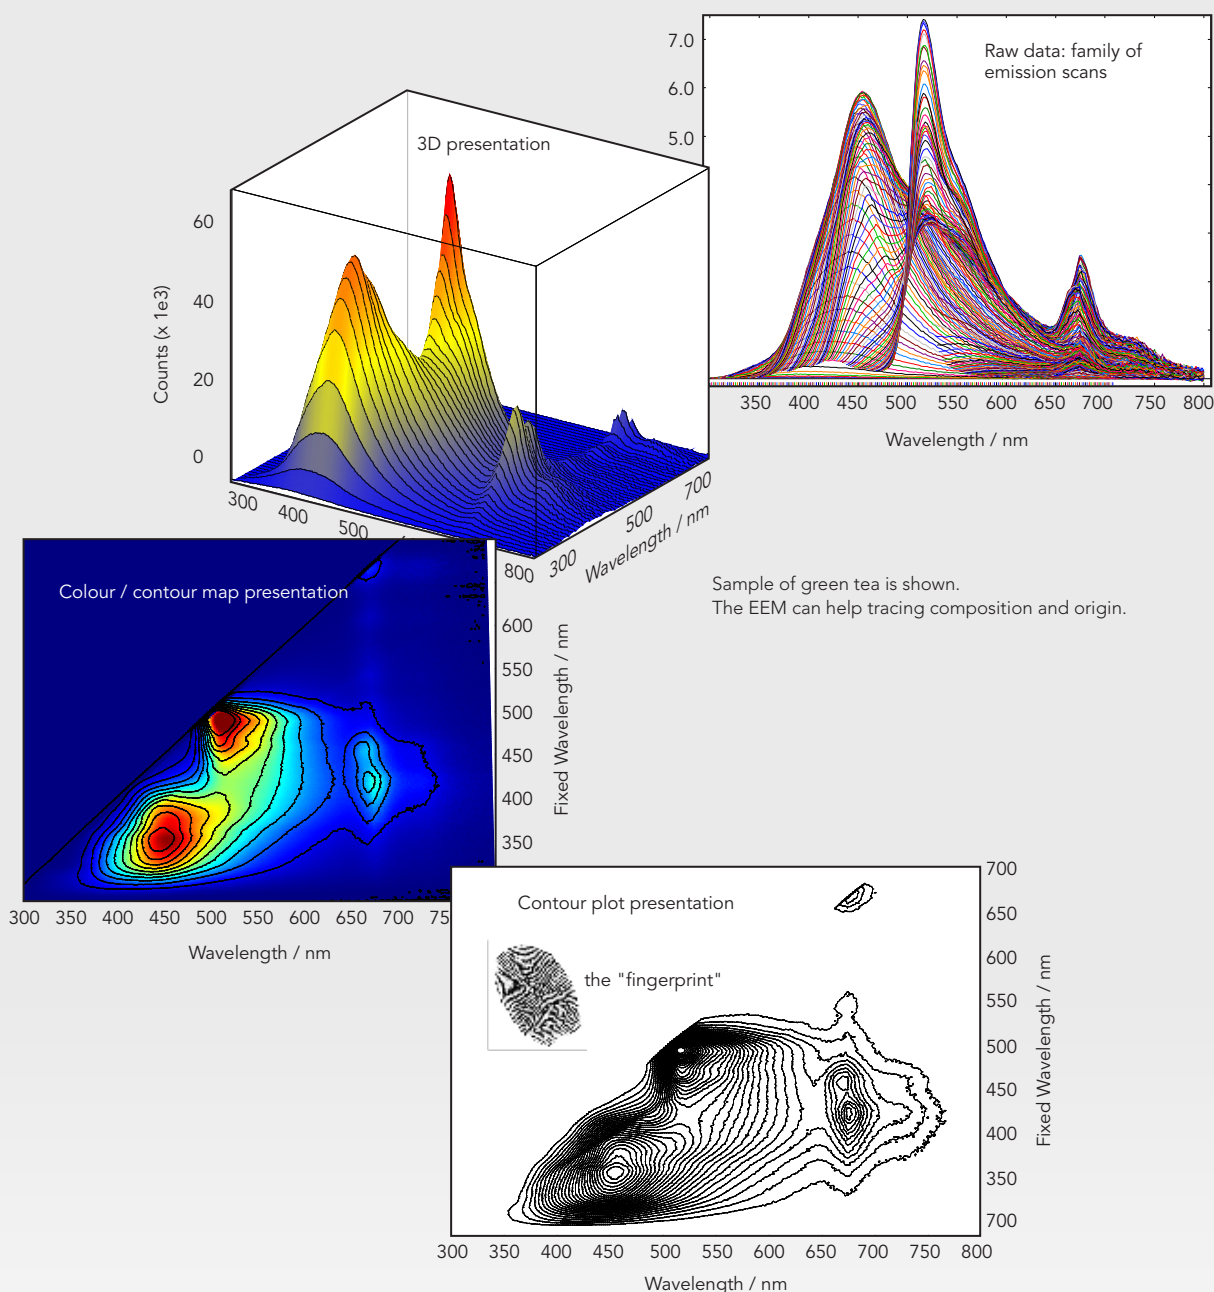 7.0
6.0
5.0
Raw data: family of
emission scans
350 400 450 500 550 600 650 700 750 800
Wavelength / nm
3D presentation
60
40
20
0
Counts (x 1e3)
300 400 500 800
300 500 700
Wavelength / nm
Sample of green tea is shown.
The EEM can help tracing composition and origin.
Colour / contour map presentation
600
550
500
450
400
350
Fixed Wavelength / nm
300 350 400 450 500 550 600 650 700
Wavelength / nm
Contour plot presentation
the "fingerprint"
700
650
600
550
500
450
400
350
700
Fixed Wavelength / nm
300 350 400 450 500 550 600 650 700 750 800
Wavelength / nm